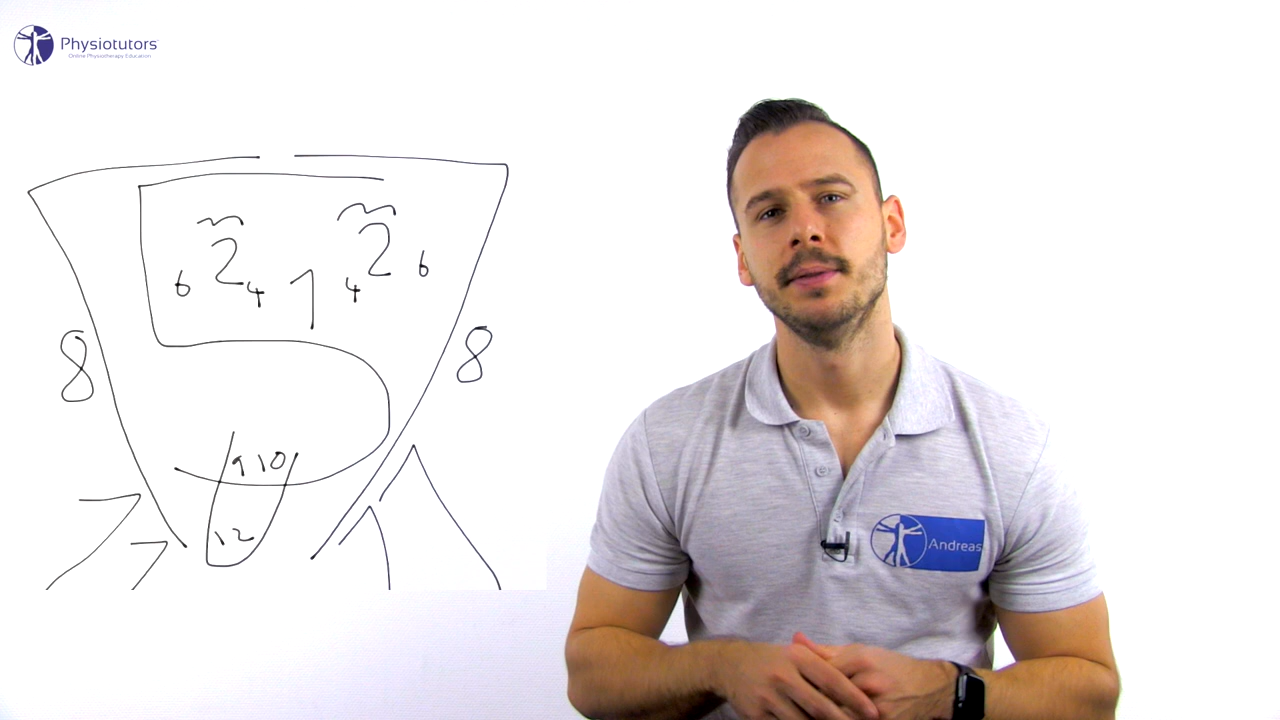 Physiotutors
Online Physiotherapy Education
6 2 4 1 4 2 6
8 8
9 10
12
Andreas